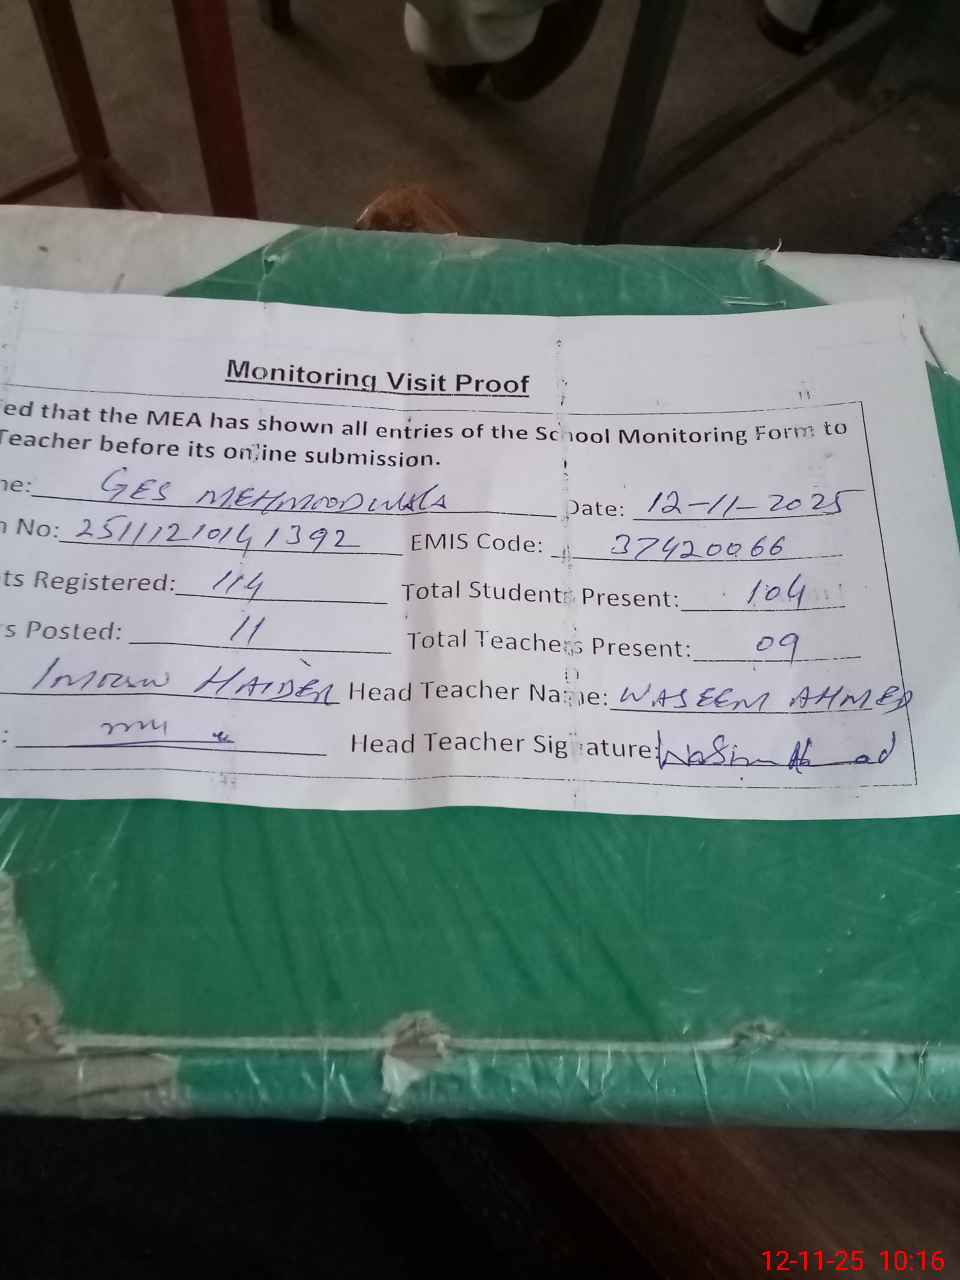 Monitoring Visit Proof
ed that the MEA has shown all entries of the School Monitoring Form to
Teacher before its online submission.
ne: GES MEHMOODWALA Date: 12-11-2025
No: 25111210141392 EMIS Code: 37420066
ts Registered: 114 Total Students Present: 104
s Posted: 11 Total Teachers Present: 09
Imran HAIDER Head Teacher Name: WASEEM AHMED
: Head Teacher Signature:
12-11-25 10:16